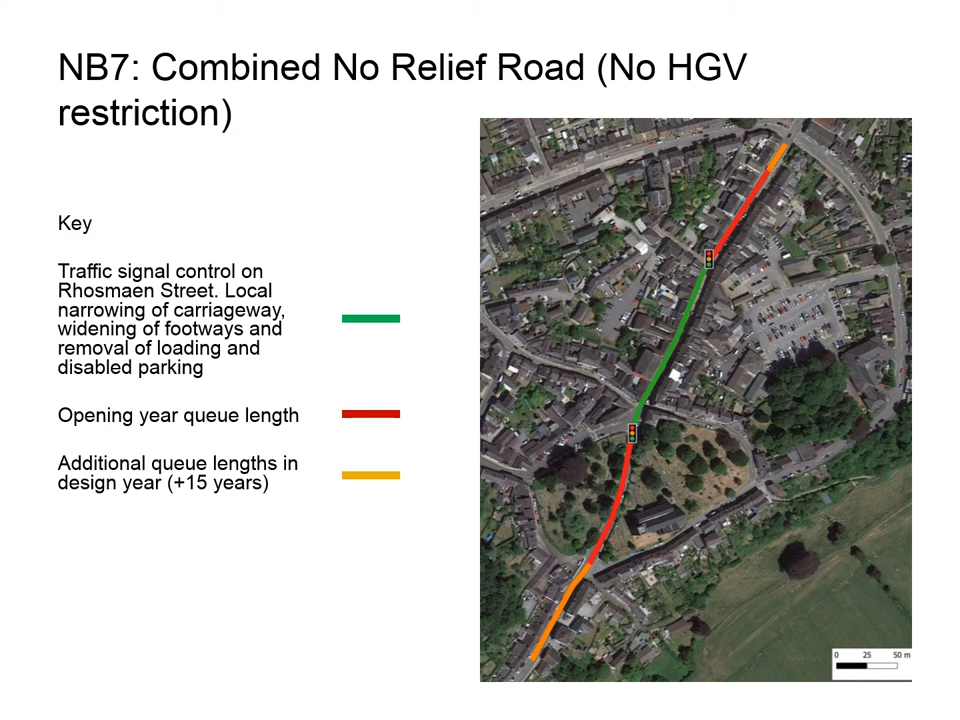 NB7: Combined No Relief Road (No HGV
restriction)
Key
Traffic signal control on
Rhosmaen Street. Local
narrowing of carriageway,
widening of footways and
removal of loading and
disabled parking
Opening year queue length
Additional queue lengths in
design year (+15 years)
0 25 50 m